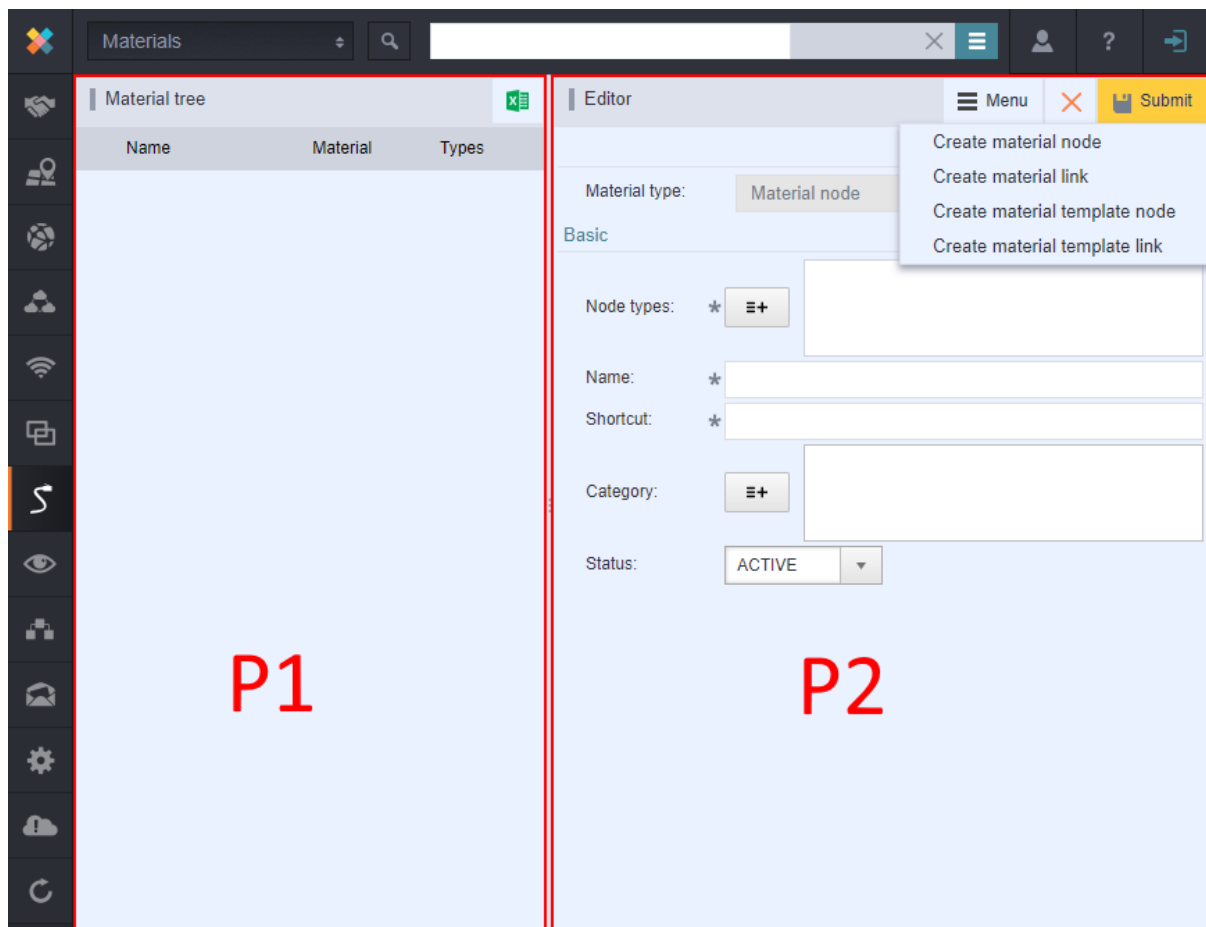 Materials
?
Material tree
Editor
Menu
Submit
Name Material Types
Create material node
Create material link
Create material template node
Create material template link
Material type: Material node
Basic
Node types: *
Name: *
Shortcut: *
Category:
Status: ACTIVE
P1
P2